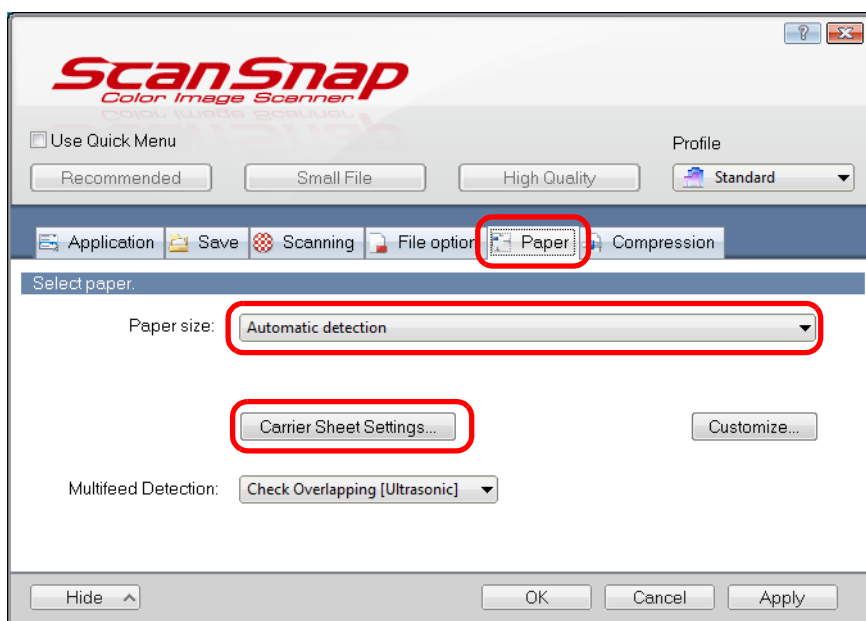 ScanSnap
Color Image Scanner
Use Quick Menu
Profile
Recommended
Small File
High Quality
Standard
Application
Save
Scanning
File option
Paper
Compression
Select paper.
Paper size:
Automatic detection
Carrier Sheet Settings...
Customize...
Multifeed Detection:
Check Overlapping [Ultrasonic]
Hide
OK
Cancel
Apply